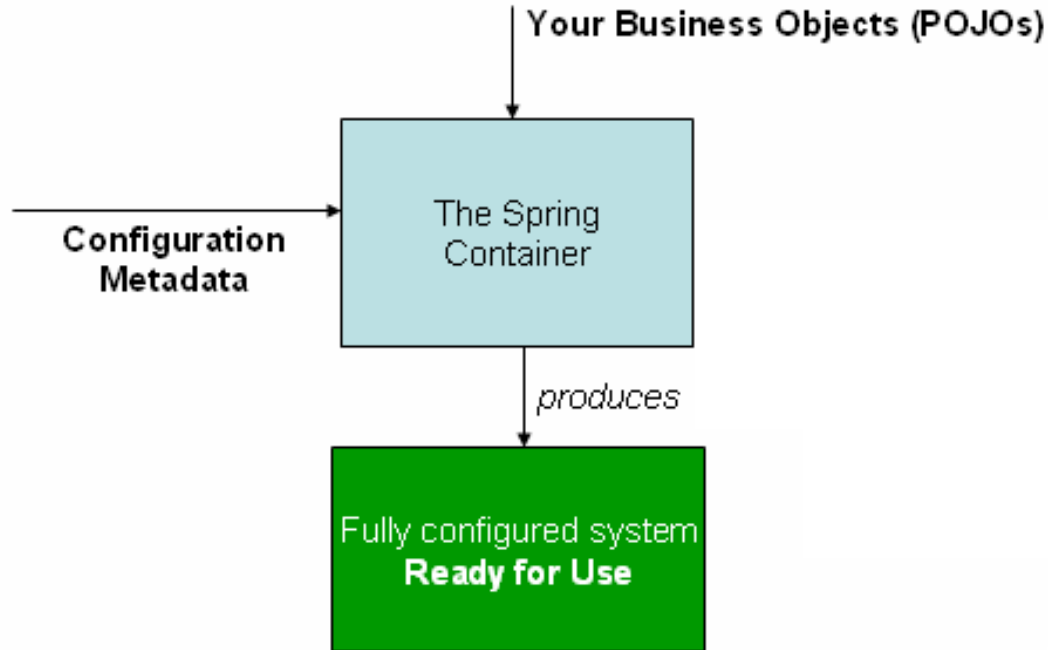 Your Business Objects (POJOs)
The Spring
Container
Configuration
Metadata
produces
Fully configured system
Ready for Use